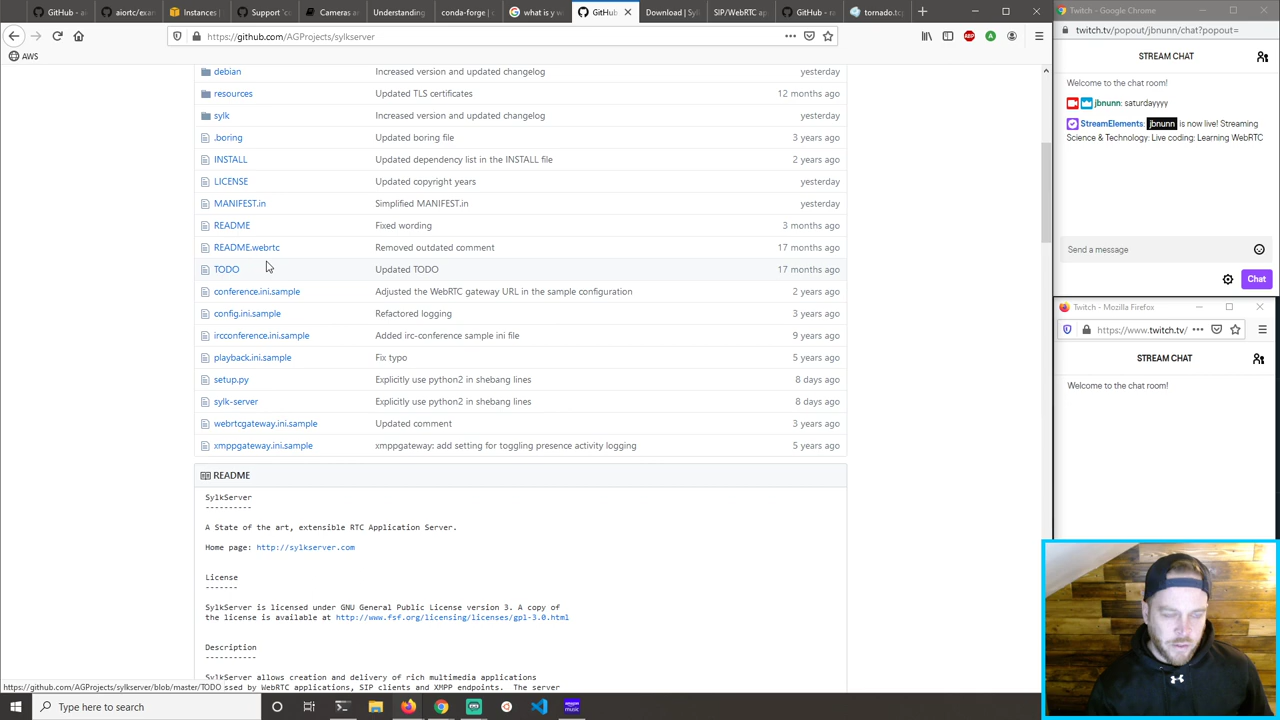 GitHub - a
aiortc/exa
Instances |
Support "c
Cameras a
Understanding
conda-forge |
what is y w
GitHub
Download | Syl
SIP/WebRTC ap
GitHub - ra
tornado.tcp
https://github.com/AGProjects/sylkserver
AWS
debian Increased version and updated changelog yesterday
resources Updated TLS certificates 12 months ago
sylk Increased version and updated changelog yesterday
.boring Updated boring file 3 years ago
INSTALL Updated dependency list in the INSTALL file 2 years ago
LICENSE Updated copyright years yesterday
MANIFEST.in Simplified MANIFEST.in yesterday
README Fixed wording 3 months ago
README.webrtc Removed outdated comment 17 months ago
TODO Updated TODO 17 months ago
conference.ini.sample Adjusted the WebRTC gateway URL in the sample configuration 2 years ago
config.ini.sample Refactored logging 3 years ago
ircconference.ini.sample Added irc-conference sample ini file 9 years ago
playback.ini.sample Fix typo 5 years ago
setup.py Explicitly use python2 in shebang lines 8 days ago
sylk-server Explicitly use python2 in shebang lines 8 days ago
webrtcgateway.ini.sample Updated comment 3 years ago
xmppgateway.ini.sample xmppgateway: add setting for toggling presence activity logging 5 years ago
README
SylkServer
----------
A State of the art, extensible RTC Application Server.
Home page: http://sylkserver.com
License
-------
SylkServer is licensed under GNU General Public License version 3. A copy of
the license is available at http://www.fsf.org/licensing/licenses/gpl-3.0.html
Description
-----------
SylkServer allows creation and delivery of rich multimedia applications
ssed by WebRTC applications, SIP clients and XMPP endpoints. The server
https://github.com/AGProjects/sylkserver/blob/master/TODO
Type here to search
Twitch - Google Chrome
twitch.tv/popout/jbnunn/chat?popout=
STREAM CHAT
Welcome to the chat room!
jbnunn: saturdayyyy
StreamElements: jbnunn is now live! Streaming
Science & Technology: Live coding: Learning WebRTC
Send a message
Chat
Twitch - Mozilla Firefox
https://www.twitch.tv/
STREAM CHAT
Welcome to the chat room!